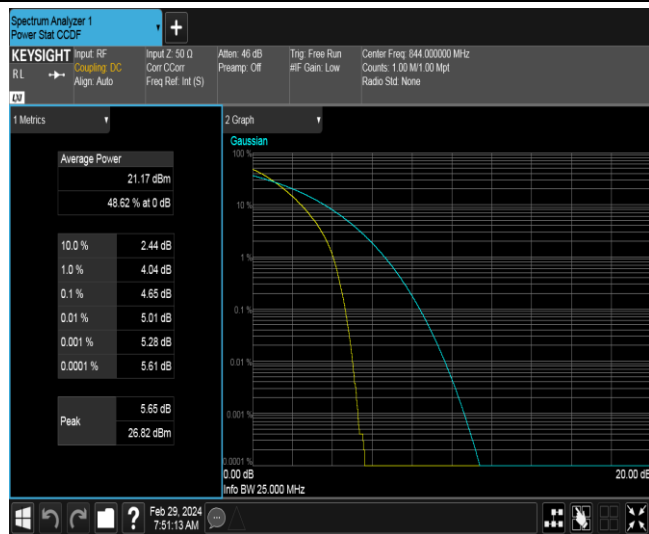 Spectrum Analyzer 1
Power Stat CCDF
KEYSIGHT
RL
LXI
Input: RF
Coupling: DC
Align: Auto
Input Z: 50 Ω
Corr CCorr
Freq Ref: Int (S)
Atten: 46 dB
Preamp: Off
Trig: Free Run
#IF Gain: Low
Center Freq: 844.000000 MHz
Counts: 1.00 M/1.00 Mpt
Radio Std: None
1 Metrics
Average Power
21.17 dBm
48.62 % at 0 dB
10.0 % 2.44 dB
1.0 % 4.04 dB
0.1 % 4.65 dB
0.01 % 5.01 dB
0.001 % 5.28 dB
0.0001 % 5.61 dB
Peak
5.65 dB
26.82 dBm
2 Graph
Gaussian
100 %
10 %
1 %
0.1 %
0.01 %
0.001 %
0.0001 %
0.00 dB
20.00 dB
Info BW 25.000 MHz
Feb 29, 2024
7:51:13 AM